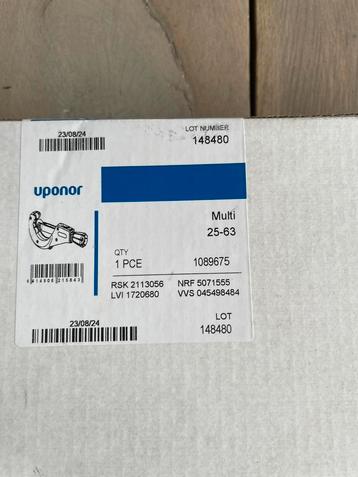 23/08/24
LOT NUMBER
148480
uponor
Multi
25-63
QTY
1 PCE
1089675
RSK 2113056 NRF 5071555
LVI 1720680 VVS 045498484
23/08/24
LOT
148480